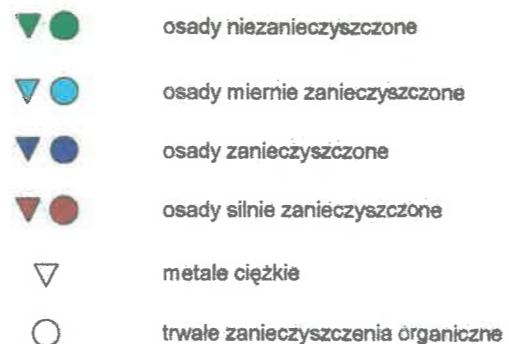 osady niezanieczyszczone
osady miernie zanieczyszczone
osady zanieczyszczone
osady silnie zanieczyszczone
metale ciężkie
trwałe zanieczyszczenia organiczne